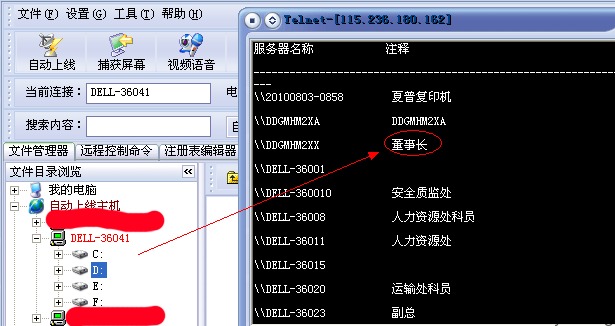 文件(F) 设置(G) 工具(T) 帮助(H)
自动上线 捕获屏幕 视频语音
当前连接: DELL-36041 电
搜索内容:
文件管理器 远程控制命令 注册表编辑器
文件目录浏览
我的电脑
自动上线主机
DELL-36041
C:
D:
E:
F:
Telnet-[115.236.180.162]
服务器名称 注释
\\20100803-0858 夏普复印机
\\DDGMHM2XA DDGMHM2XA
\\DDGMHM2XX 董事长
\\DELL-36001
\\DELL-360010 安全质监处
\\DELL-36008 人力资源处科员
\\DELL-36011 人力资源处
\\DELL-36015
\\DELL-36020 运输处科员
\\DELL-36023 副总